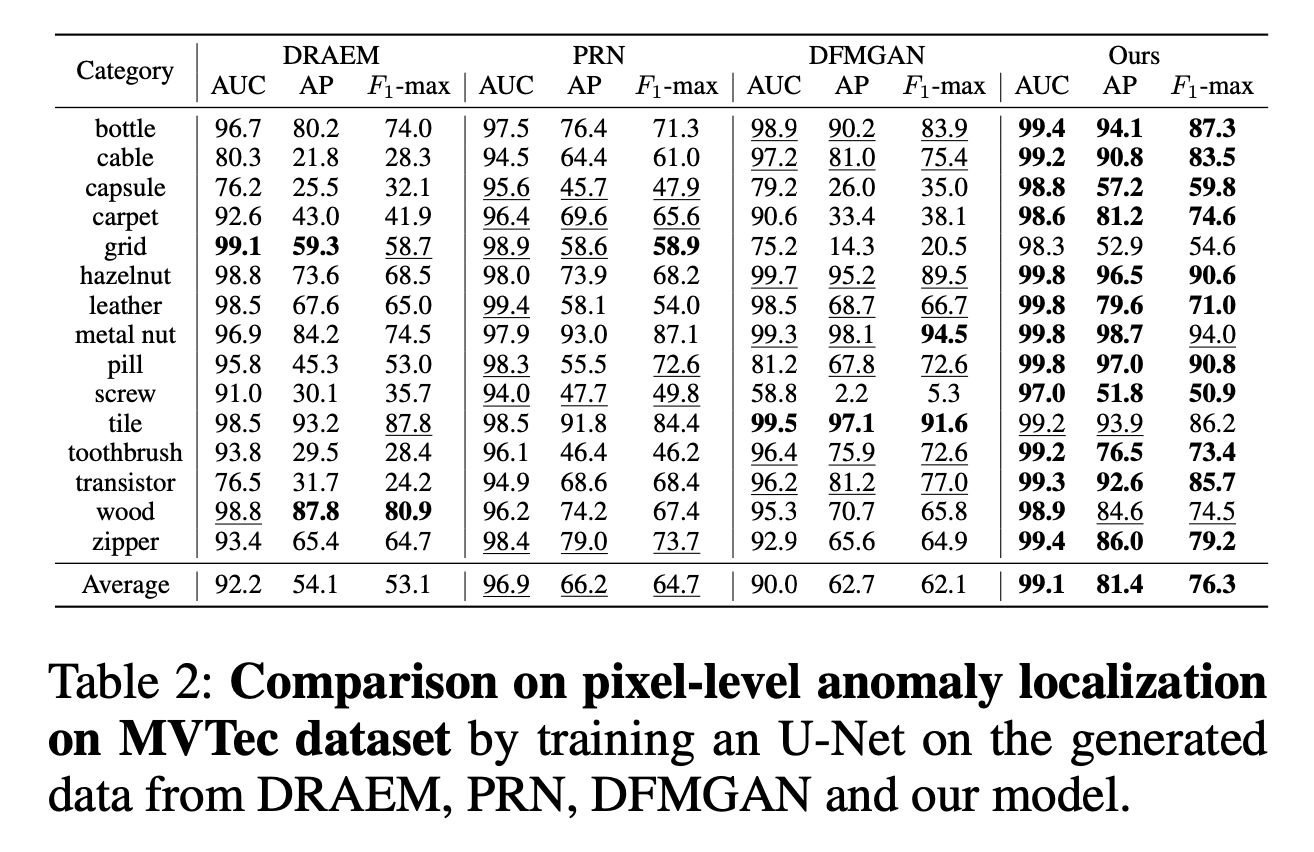 Category DRAEM PRN DFMGAN Ours
AUC AP F1-max AUC AP F1-max AUC AP F1-max AUC AP F1-max
bottle 96.7 80.2 74.0 97.5 76.4 71.3 98.9 90.2 83.9 99.4 94.1 87.3
cable 80.3 21.8 28.3 94.5 64.4 61.0 97.2 81.0 75.4 99.2 90.8 83.5
capsule 76.2 25.5 32.1 95.6 45.7 47.9 79.2 26.0 35.0 98.8 57.2 59.8
carpet 92.6 43.0 41.9 96.4 69.6 65.6 90.6 33.4 38.1 98.6 81.2 74.6
grid 99.1 59.3 58.7 98.9 58.6 58.9 75.2 14.3 20.5 98.3 52.9 54.6
hazelnut 98.8 73.6 68.5 98.0 73.9 68.2 99.7 95.2 89.5 99.8 96.5 90.6
leather 98.5 67.6 65.0 99.4 58.1 54.0 98.5 68.7 66.7 99.8 79.6 71.0
metal nut 96.9 84.2 74.5 97.9 93.0 87.1 99.3 98.1 94.5 99.8 98.7 94.0
pill 95.8 45.3 53.0 98.3 55.5 72.6 81.2 67.8 72.6 99.8 97.0 90.8
screw 91.0 30.1 35.7 94.0 47.7 49.8 58.8 2.2 5.3 97.0 51.8 50.9
tile 98.5 93.2 87.8 98.5 91.8 84.4 99.5 97.1 91.6 99.2 93.9 86.2
toothbrush 93.8 29.5 28.4 96.1 46.4 46.2 96.4 75.9 72.6 99.2 76.5 73.4
transistor 76.5 31.7 24.2 94.9 68.6 68.4 96.2 81.2 77.0 99.3 92.6 85.7
wood 98.8 87.8 80.9 96.2 74.2 67.4 95.3 70.7 65.8 98.9 84.6 74.5
zipper 93.4 65.4 64.7 98.4 79.0 73.7 92.9 65.6 64.9 99.4 86.0 79.2
Average 92.2 54.1 53.1 96.9 66.2 64.7 90.0 62.7 62.1 99.1 81.4 76.3
Table 2: Comparison on pixel-level anomaly localization
on MVTec dataset by training an U-Net on the generated
data from DRAEM, PRN, DFMGAN and our model.